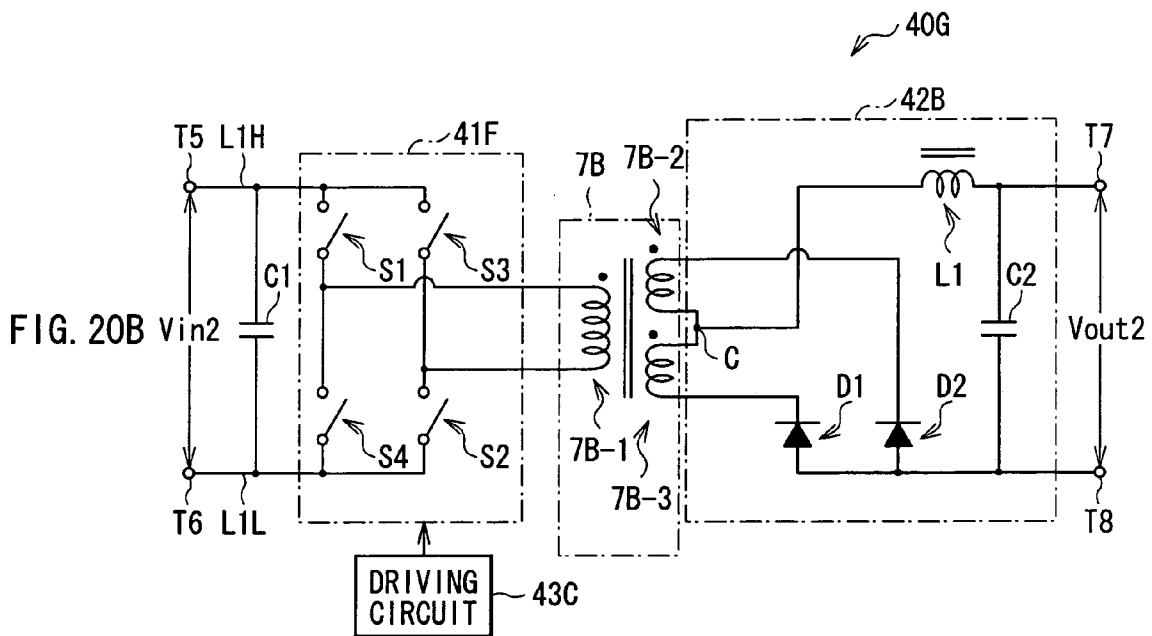 40G
42B
T5 L1H
41F
T7
7B
7B-2
C1
S1
S3
L1
C2
FIG. 20B
Vin2
Vout2
C
D1
D2
S4
S2
7B-1
7B-3
T6 L1L
T8
DRIVING
CIRCUIT
43C